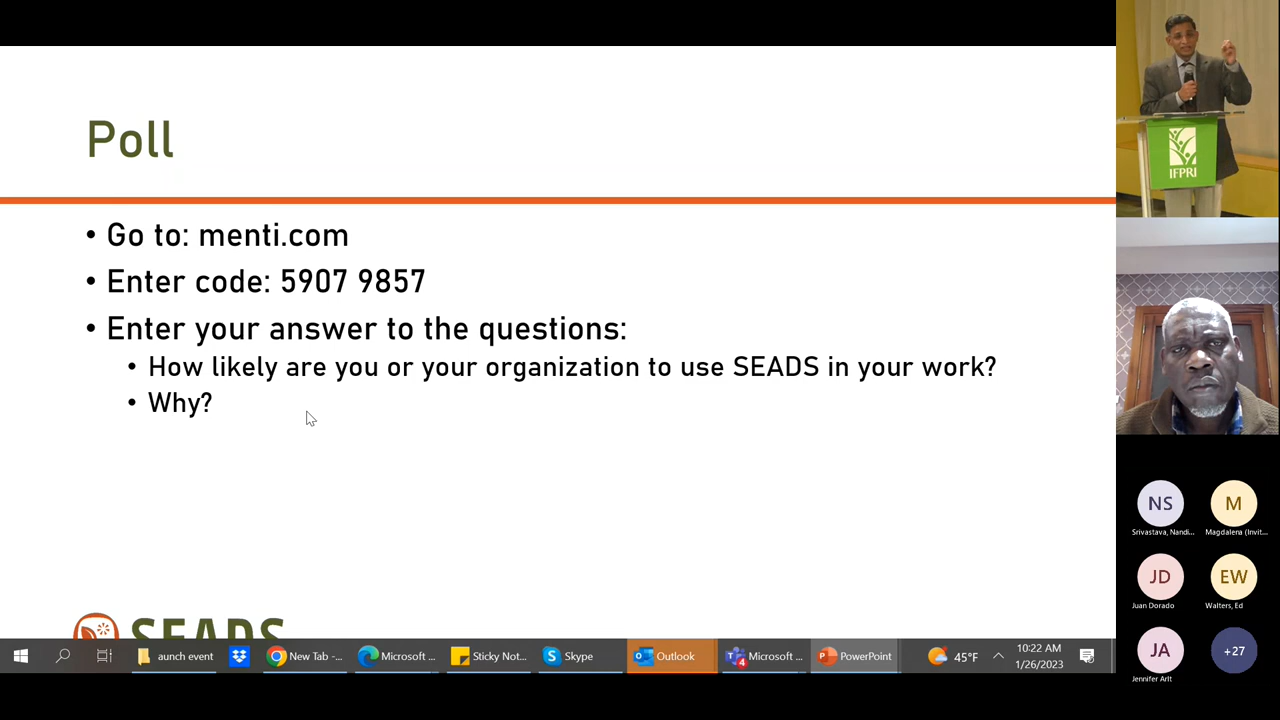 Poll
• Go to: menti.com
• Enter code: 5907 9857
• Enter your answer to the questions:
• How likely are you or your organization to use SEADS in your work?
• Why?
SEADS
IFPRI
NS
M
Srivastava, Nandi...
Magdalena (Invit...
JD
EW
Juan Dorado
Walters, Ed
JA
+27
Jennifer Arlt
aunch event
New Tab -...
Microsoft ...
Sticky Not...
Skype
Outlook
4
Microsoft ...
PowerPoint
45°F
10:22 AM
1/26/2023